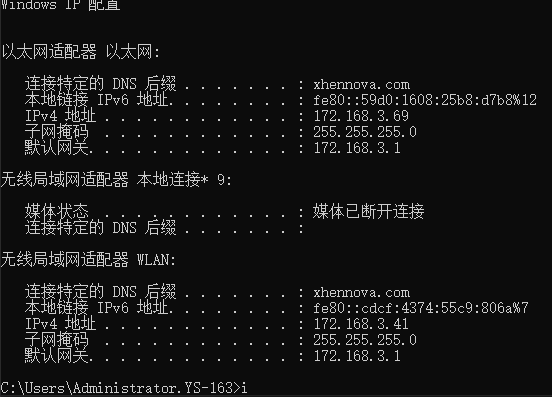 Windows IP 配置
以太网适配器 以太网:
连接特定的 DNS 后缀 . . . . . . . : xhennova.com
本地链接 IPv6 地址. . . . . . . . : fe80::59d0:1608:25b8:d7b8%12
IPv4 地址 . . . . . . . . . . . . : 172.168.3.69
子网掩码 . . . . . . . . . . . . : 255.255.255.0
默认网关. . . . . . . . . . . . . : 172.168.3.1
无线局域网适配器 本地连接* 9:
媒体状态 . . . . . . . . . . . . : 媒体已断开连接
连接特定的 DNS 后缀 . . . . . . . :
无线局域网适配器 WLAN:
连接特定的 DNS 后缀 . . . . . . . : xhennova.com
本地链接 IPv6 地址. . . . . . . . : fe80::cdcf:4374:55c9:806a%7
IPv4 地址 . . . . . . . . . . . . : 172.168.3.41
子网掩码 . . . . . . . . . . . . : 255.255.255.0
默认网关. . . . . . . . . . . . . : 172.168.3.1
C:\Users\Administrator.YS-163>i